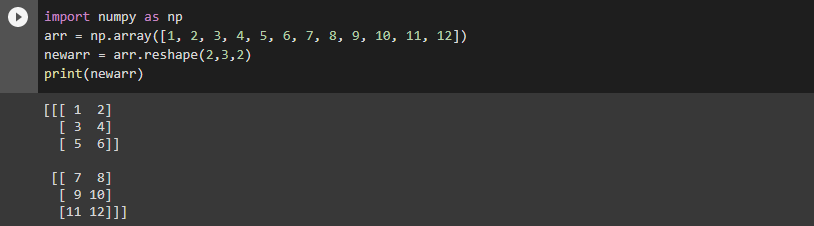 import numpy as np
arr = np.array([1, 2, 3, 4, 5, 6, 7, 8, 9, 10, 11, 12])
newarr = arr.reshape(2,3,2)
print(newarr)
[[[ 1  2]
  [ 3  4]
  [ 5  6]]

 [[ 7  8]
  [ 9 10]
  [11 12]]]